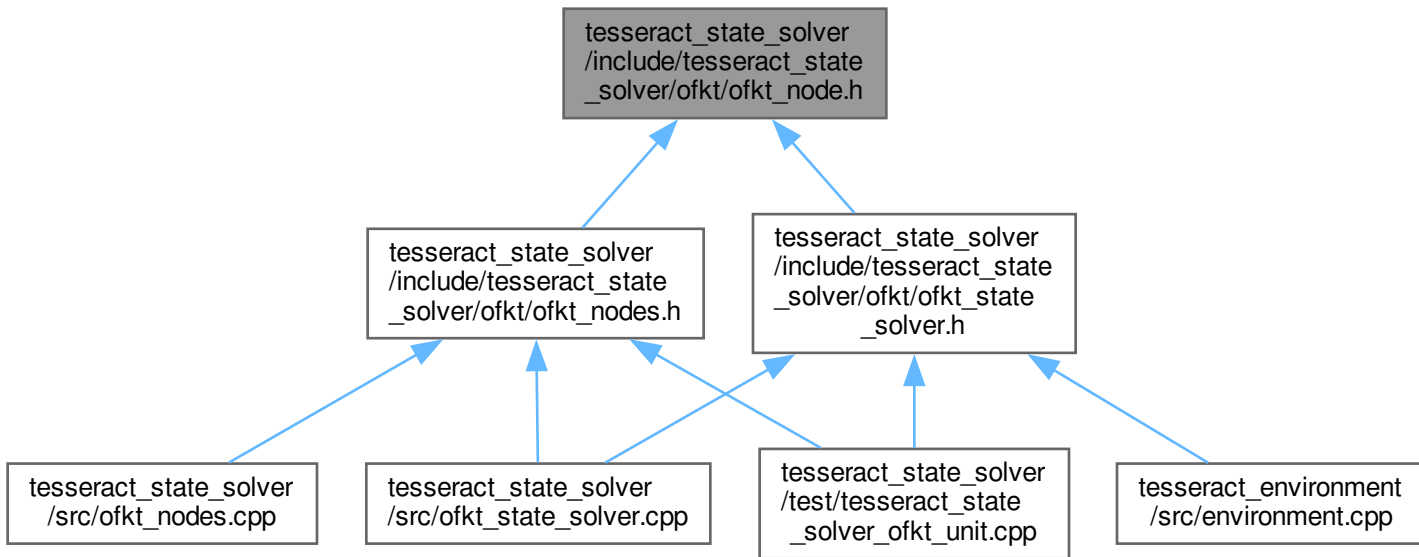 tesseract_state_solver
/include/tesseract_state
_solver/ofkt/ofkt_node.h
tesseract_state_solver
/include/tesseract_state
_solver/ofkt/ofkt_nodes.h
tesseract_state_solver
/include/tesseract_state
_solver/ofkt/ofkt_state
_solver.h
tesseract_state_solver
/src/ofkt_nodes.cpp
tesseract_state_solver
/src/ofkt_state_solver.cpp
tesseract_state_solver
/test/tesseract_state
_solver_ofkt_unit.cpp
tesseract_environment
/src/environment.cpp